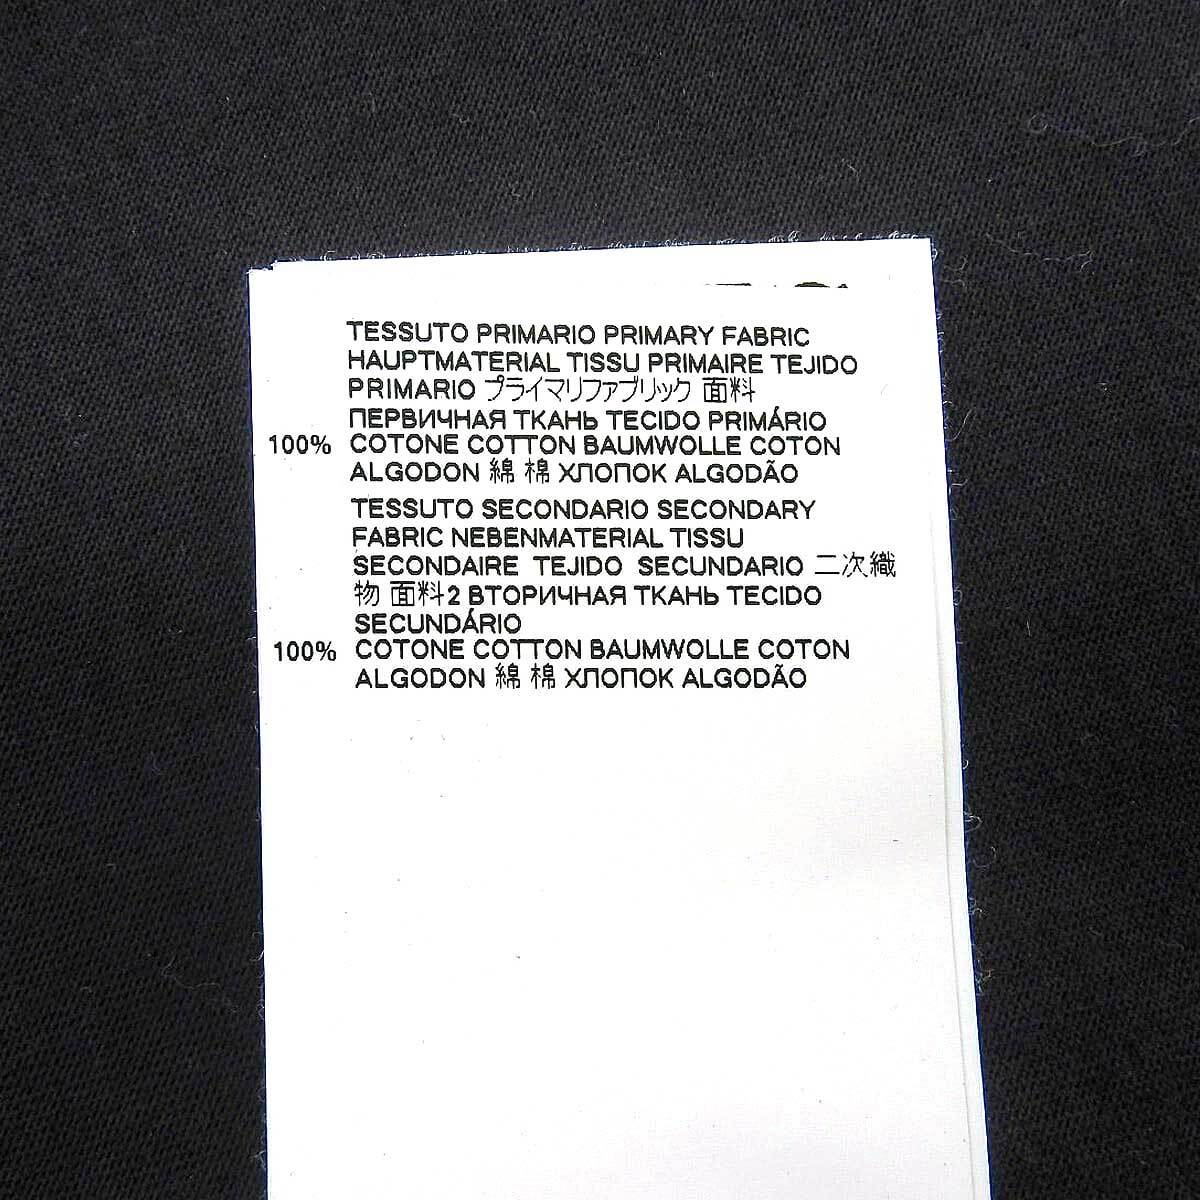 TESSUTO PRIMARIO PRIMARY FABRIC
HAUPTMATERIAL TISSU PRIMAIRE TEJIDO
PRIMARIO プライマリファブリック 面料
ПЕРВИЧНАЯ ТКАНЬ TECIDO PRIMÁRIO
100% COTONE COTTON BAUMWOLLE COTON
ALGODON 綿 棉 ХЛОПОК ALGODÃO
TESSUTO SECONDARIO SECONDARY
FABRIC NEBENMATERIAL TISSU
SECONDAIRE TEJIDO SECUNDARIO 二次織
物 面料2 ВТОРИЧНАЯ ТКАНЬ TECIDO
SECUNDÁRIO
100% COTONE COTTON BAUMWOLLE COTON
ALGODON 綿 棉 ХЛОПОК ALGODÃO